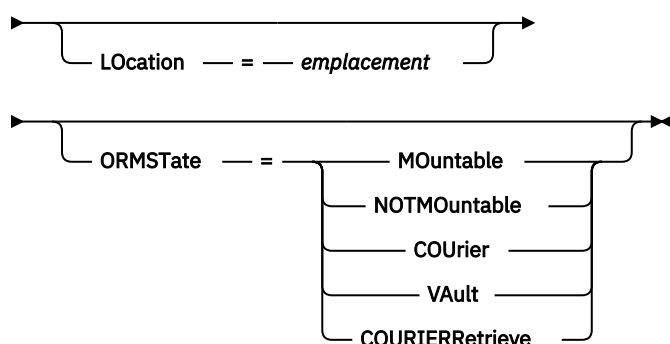 LOcation = emplacement
ORMSTate = MOuntable
NOTMOuntable
COUrier
VAult
COURIERRetrieve